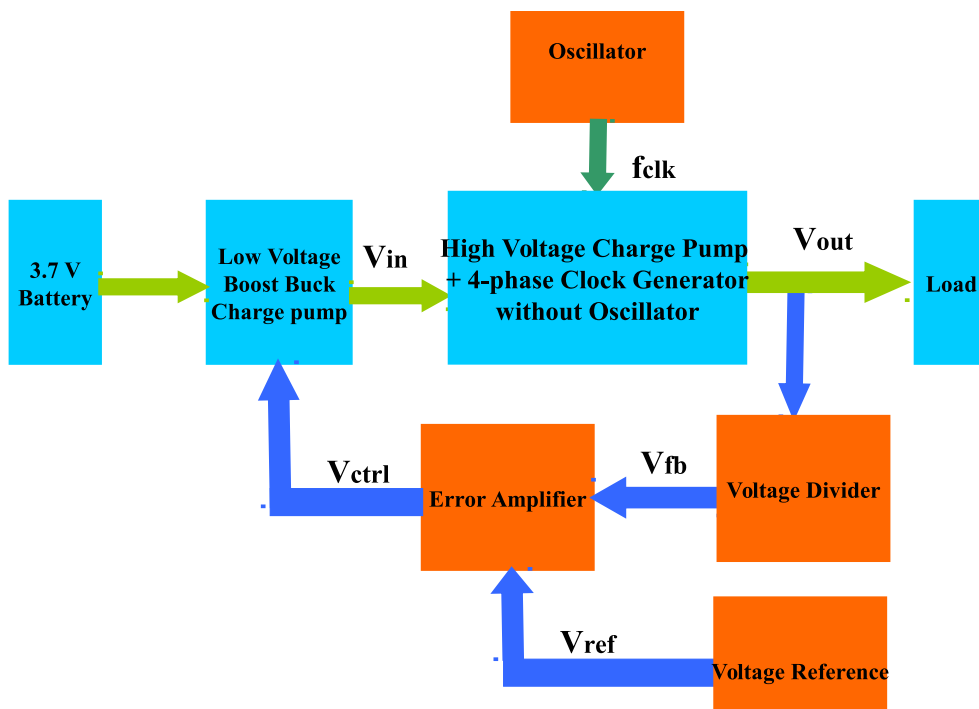 Oscillator
fclk
3.7 V
Battery
Low Voltage
Boost Buck
Charge pump
Vin
High Voltage Charge Pump
+ 4-phase Clock Generator
without Oscillator
Vout
Load
Vctrl
Error Amplifier
Vfb
Voltage Divider
Vref
Voltage Reference